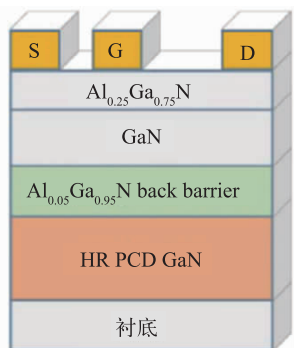 S G D
Al0.25Ga0.75N
GaN
Al0.05Ga0.95N back barrier
HR PCD GaN
衬底